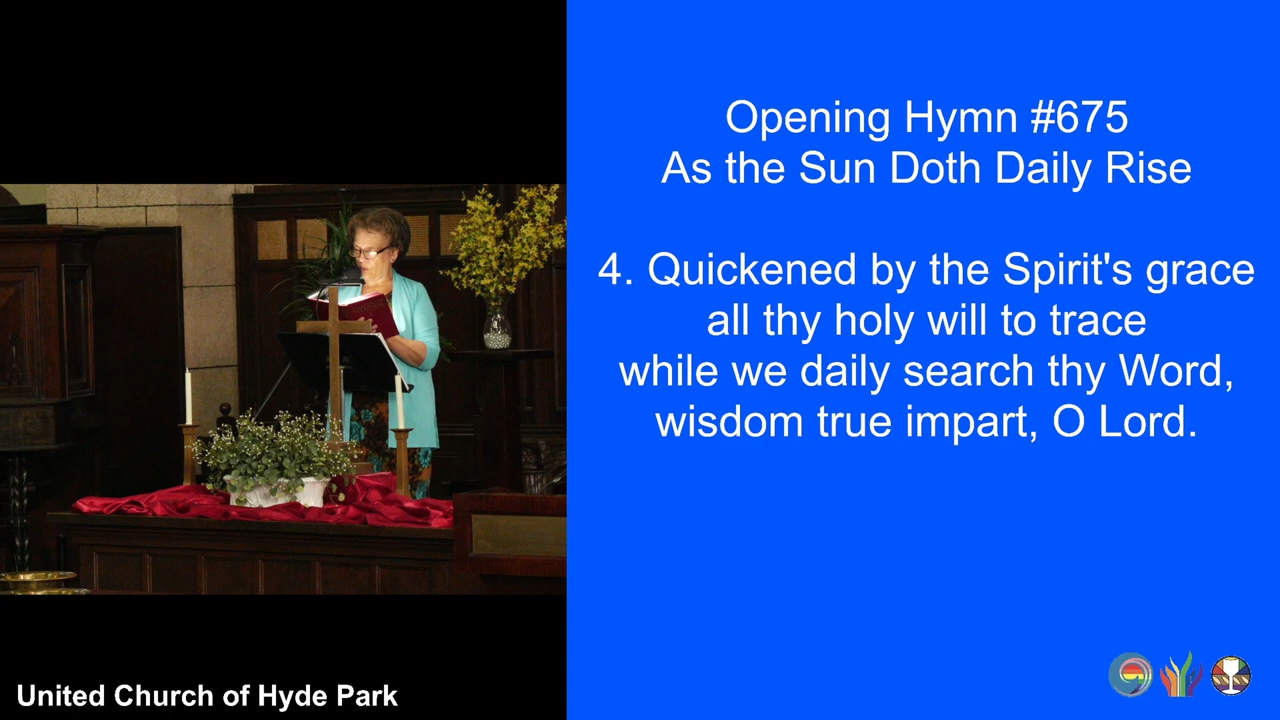 Opening Hymn #675
As the Sun Doth Daily Rise
4. Quickened by the Spirit's grace
all thy holy will to trace
while we daily search thy Word,
wisdom true impart, O Lord.
United Church of Hyde Park